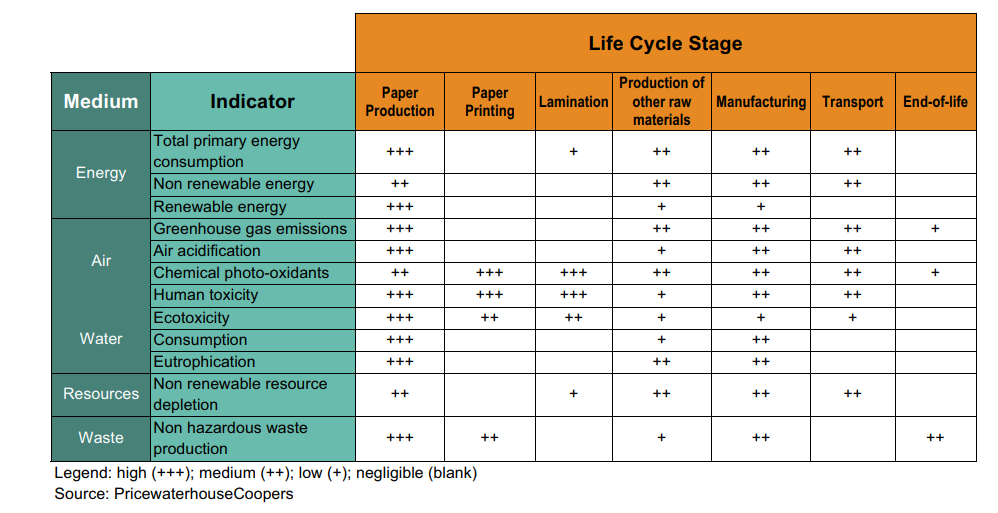 Life Cycle Stage
Medium Indicator Paper Production Paper Printing Lamination Production of other raw materials Manufacturing Transport End-of-life
Energy
Total primary energy consumption +++ + ++ ++ ++
Non renewable energy ++ ++ ++ ++
Renewable energy +++ + +
Air
Greenhouse gas emissions +++ ++ ++ ++ +
Air acidification +++ + ++ ++
Chemical photo-oxidants ++ +++ +++ ++ ++ ++ +
Human toxicity +++ +++ +++ + ++ ++
Water
Ecotoxicity +++ ++ ++ + + +
Consumption +++ + ++
Eutrophication +++ ++ ++
Resources
Non renewable resource depletion ++ + ++ ++ ++
Waste
Non hazardous waste production +++ ++ + ++ ++
Legend: high (+++); medium (++); low (+); negligible (blank)
Source: PricewaterhouseCoopers